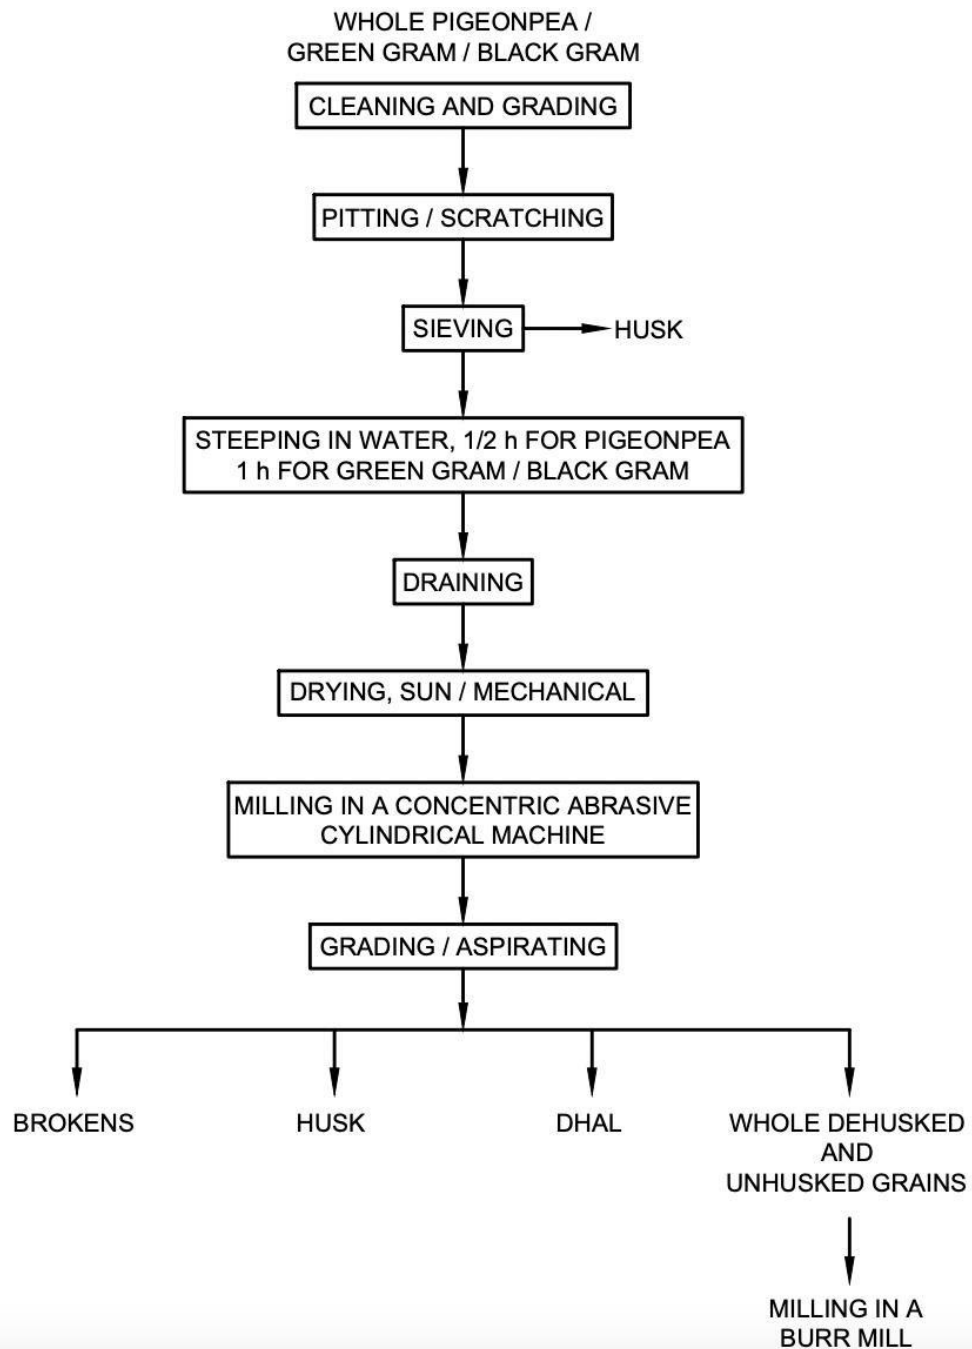 WHOLE PIGEONPEA /
GREEN GRAM / BLACK GRAM
CLEANING AND GRADING
PITTING / SCRATCHING
SIEVING
HUSK
STEEPING IN WATER, 1/2 h FOR PIGEONPEA
1 h FOR GREEN GRAM / BLACK GRAM
DRAINING
DRYING, SUN / MECHANICAL
MILLING IN A CONCENTRIC ABRASIVE
CYLINDRICAL MACHINE
GRADING / ASPIRATING
BROKENS
HUSK
DHAL
WHOLE DEHUSKED
AND
UNHUSKED GRAINS
MILLING IN A
BURR MILL